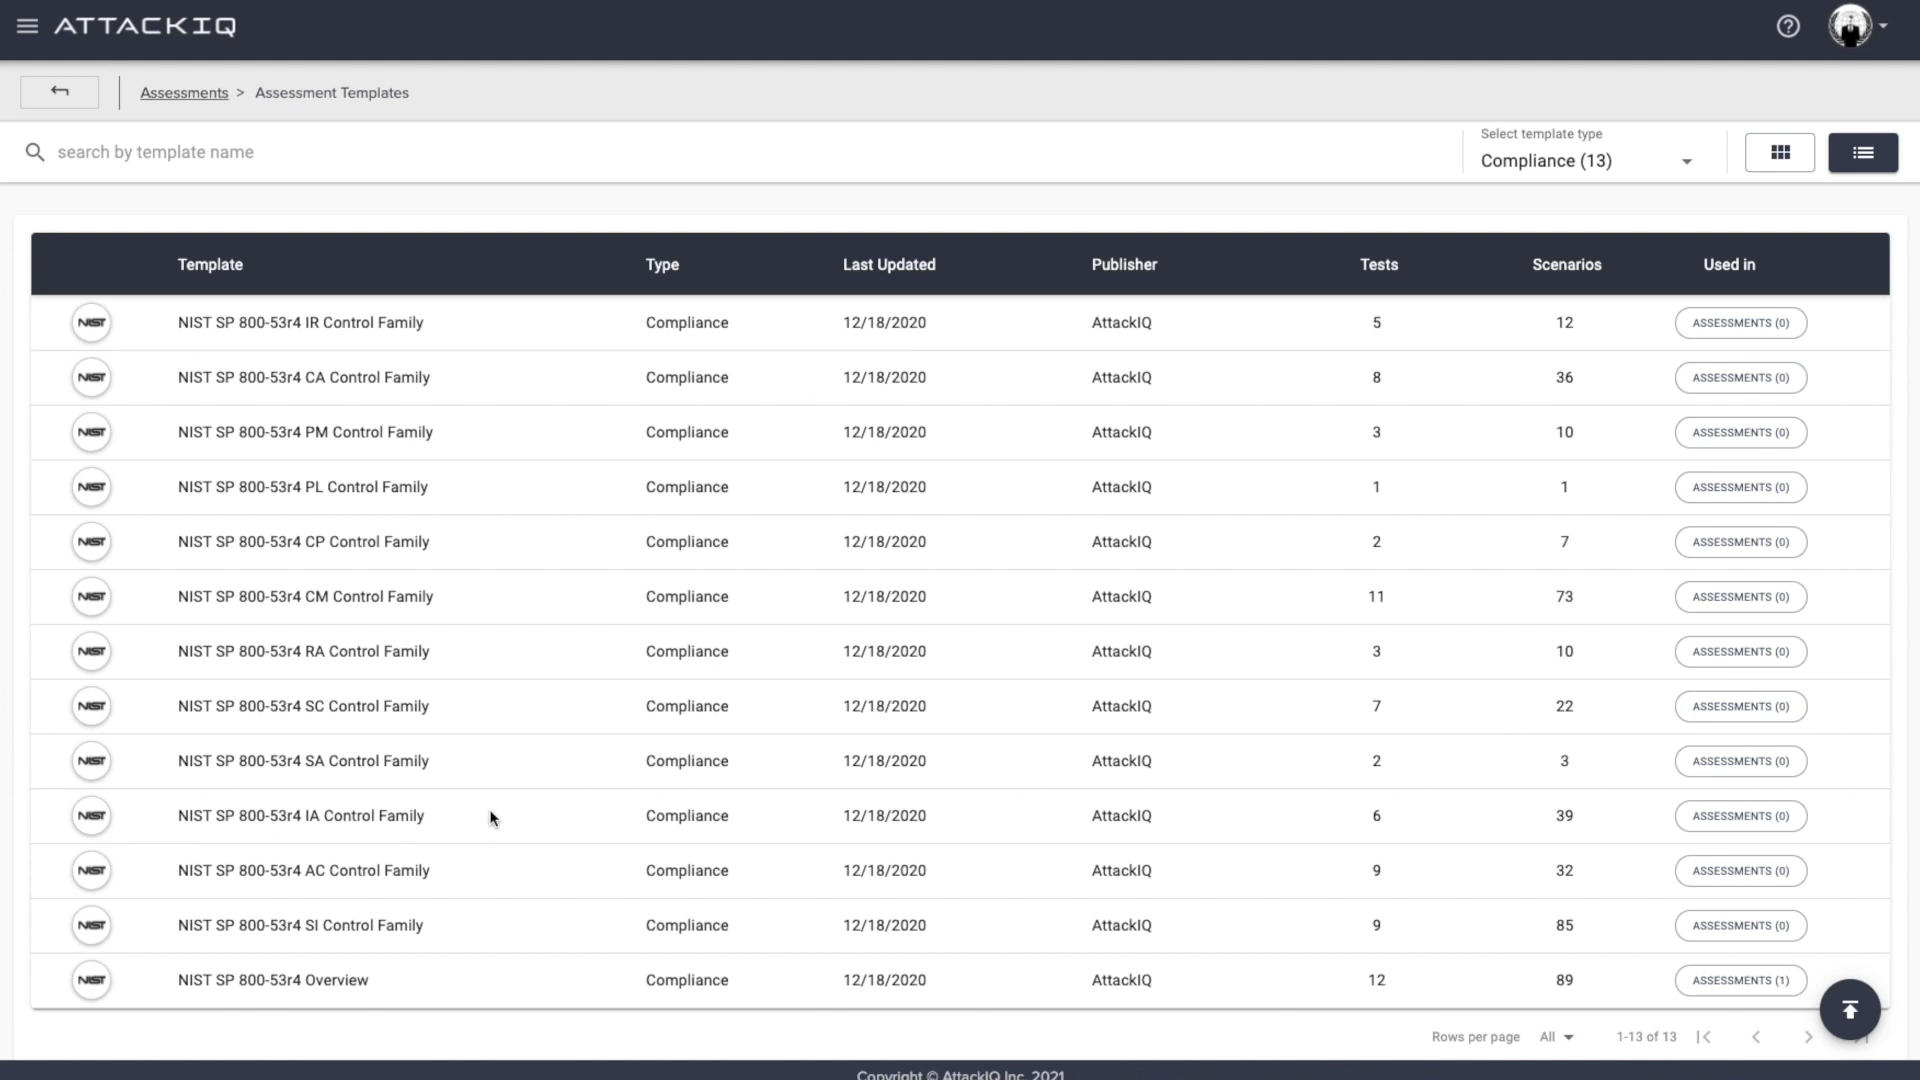 ATTACKIQ
Assessments > Assessment Templates
search by template name
Select template type
Compliance (13)
Template Type Last Updated Publisher Tests Scenarios Used in
NIST NIST SP 800-53r4 IR Control Family Compliance 12/18/2020 AttackIQ 5 12 ASSESSMENTS (0)
NIST NIST SP 800-53r4 CA Control Family Compliance 12/18/2020 AttackIQ 8 36 ASSESSMENTS (0)
NIST NIST SP 800-53r4 PM Control Family Compliance 12/18/2020 AttackIQ 3 10 ASSESSMENTS (0)
NIST NIST SP 800-53r4 PL Control Family Compliance 12/18/2020 AttackIQ 1 1 ASSESSMENTS (0)
NIST NIST SP 800-53r4 CP Control Family Compliance 12/18/2020 AttackIQ 2 7 ASSESSMENTS (0)
NIST NIST SP 800-53r4 CM Control Family Compliance 12/18/2020 AttackIQ 11 73 ASSESSMENTS (0)
NIST NIST SP 800-53r4 RA Control Family Compliance 12/18/2020 AttackIQ 3 10 ASSESSMENTS (0)
NIST NIST SP 800-53r4 SC Control Family Compliance 12/18/2020 AttackIQ 7 22 ASSESSMENTS (0)
NIST NIST SP 800-53r4 SA Control Family Compliance 12/18/2020 AttackIQ 2 3 ASSESSMENTS (0)
NIST NIST SP 800-53r4 IA Control Family Compliance 12/18/2020 AttackIQ 6 39 ASSESSMENTS (0)
NIST NIST SP 800-53r4 AC Control Family Compliance 12/18/2020 AttackIQ 9 32 ASSESSMENTS (0)
NIST NIST SP 800-53r4 SI Control Family Compliance 12/18/2020 AttackIQ 9 85 ASSESSMENTS (0)
NIST NIST SP 800-53r4 Overview Compliance 12/18/2020 AttackIQ 12 89 ASSESSMENTS (1)
Rows per page All 1-13 of 13
Copyright © AttackIQ Inc. 2021